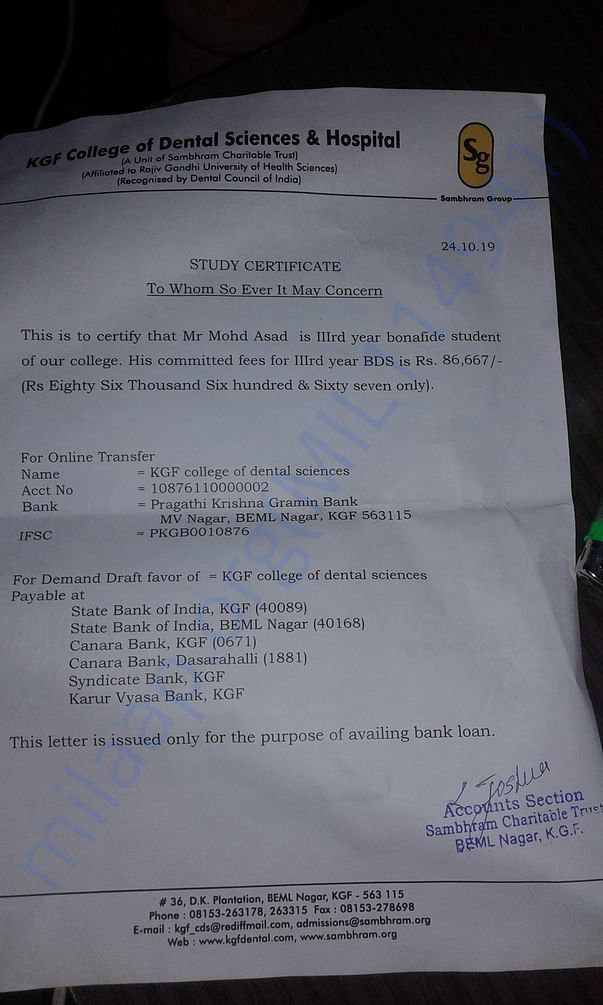 KGF College of Dental Sciences & Hospital
(A Unit of Sambhram Charitable Trust)
(Affiliated to Rajiv Gandhi University of Health Sciences)
(Recognised by Dental Council of India)
Sg
Sambhram Group
24.10.19
STUDY CERTIFICATE
To Whom So Ever It May Concern
This is to certify that Mr Mohd Asad is IIIrd year bonafide student
of our college. His committed fees for IIIrd year BDS is Rs. 86,667/-
(Rs Eighty Six Thousand Six hundred & Sixty seven only).
For Online Transfer
Name = KGF college of dental sciences
Acct No = 10876110000002
Bank = Pragathi Krishna Gramin Bank
MV Nagar, BEML Nagar, KGF 563115
IFSC = PKGB0010876
For Demand Draft favor of = KGF college of dental sciences
Payable at
State Bank of India, KGF (40089)
State Bank of India, BEML Nagar (40168)
Canara Bank, KGF (0671)
Canara Bank, Dasarahalli (1881)
Syndicate Bank, KGF
Karur Vyasa Bank, KGF
This letter is issued only for the purpose of availing bank loan.
Joshua
Accounts Section
Sambhram Charitable Trust
BEML Nagar, K.G.F.
# 36, D.K. Plantation, BEML Nagar, KGF - 563 115
Phone : 08153-263178, 263315 Fax : 08153-278698
E-mail : kgf_cds@rediffmail.com, admissions@sambhram.org
Web : www.kgfdental.com, www.sambhram.org